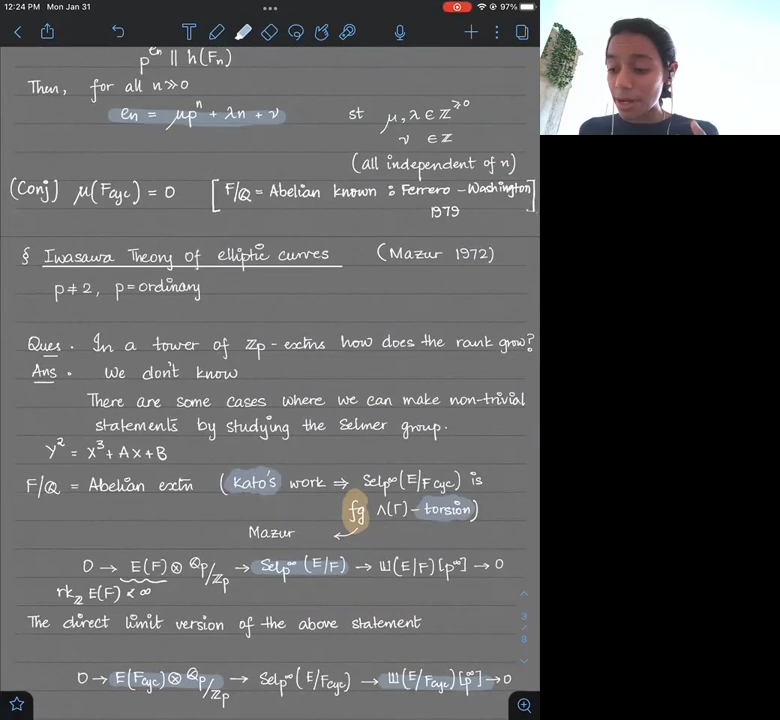 12:24 PM Mon Jan 31
97%
p^{e_n} || h(F_n)
Then, for all n ≫ 0
e_n = μp^n + λn + ν st μ, λ ∈ ℤ^{≥0}
ν ∈ ℤ
(all independent of n)
(Conj) μ(F_cyc) = 0 [F/ℚ = Abelian known : Ferrero - Washington
1979]
§ Iwasawa Theory of elliptic curves (Mazur 1972)
p ≠ 2, p = ordinary
Ques. In a tower of ℤp - extns how does the rank grow?
Ans. We don't know
There are some cases where we can make non-trivial
statements by studying the Selmer group.
Y² = X³ + AX + B
F/ℚ = Abelian extn (Kato's work ⇒ Sel_{p^∞}(E/F_cyc) is
fg Λ(Γ) - torsion)
Mazur
0 → E(F) ⊗ ℚp/ℤp → Sel_{p^∞}(E/F) → Ш(E/F)[p^∞] → 0
rk_ℤ E(F) < ∞
The direct limit version of the above statement
0 → E(F_cyc) ⊗ ℚp/ℤp → Sel_{p^∞}(E/F_cyc) → Ш(E/F_cyc)[p^∞] → 0
3
/
8